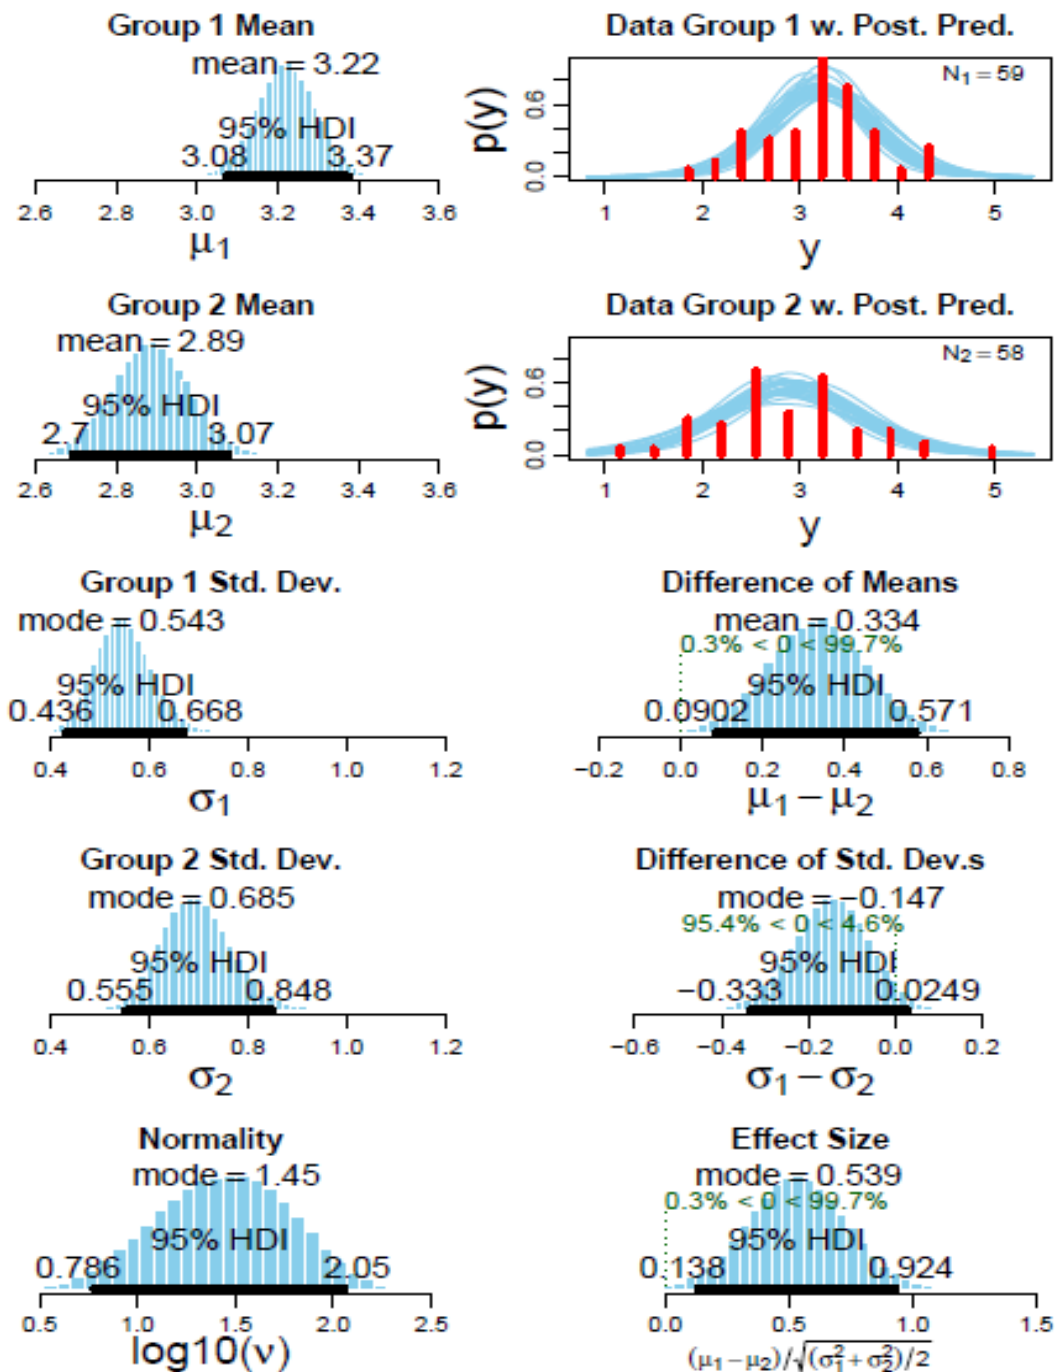 Group 1 Mean
mean = 3.22
95% HDI
3.08 3.37
2.6 2.8 3.0 3.2 3.4 3.6
μ1
Data Group 1 w. Post. Pred.
N1 = 59
p(y)
0.0 0.6
1 2 3 4 5
y
Group 2 Mean
mean = 2.89
95% HDI
2.7 3.07
2.6 2.8 3.0 3.2 3.4 3.6
μ2
Data Group 2 w. Post. Pred.
N2 = 58
p(y)
0.0 0.6
1 2 3 4 5
y
Group 1 Std. Dev.
mode = 0.543
95% HDI
0.436 0.668
0.4 0.6 0.8 1.0 1.2
σ1
Difference of Means
mean = 0.334
0.3% < 0 < 99.7%
95% HDI
0.0902 0.571
−0.2 0.0 0.2 0.4 0.6 0.8
μ1 − μ2
Group 2 Std. Dev.
mode = 0.685
95% HDI
0.555 0.848
0.4 0.6 0.8 1.0 1.2
σ2
Difference of Std. Dev.s
mode = −0.147
95.4% < 0 < 4.6%
95% HDI
−0.333 0.0249
−0.6 −0.4 −0.2 0.0 0.2
σ1 − σ2
Normality
mode = 1.45
95% HDI
0.786 2.05
0.5 1.0 1.5 2.0 2.5
log10(ν)
Effect Size
mode = 0.539
0.3% < 0 < 99.7%
95% HDI
0.138 0.924
0.0 0.5 1.0 1.5
(μ1 − μ2)/√(σ1² + σ2²)/2